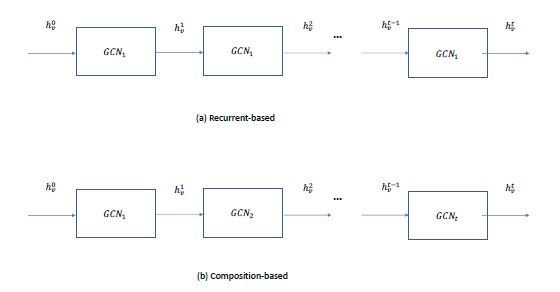 h_v^0 h_v^1 h_v^2 ... h_v^{t-1} h_v^t
GCN_1 GCN_1 GCN_1
(a) Recurrent-based
h_v^0 h_v^1 h_v^2 ... h_v^{t-1} h_v^t
GCN_1 GCN_2 GCN_t
(b) Composition-based